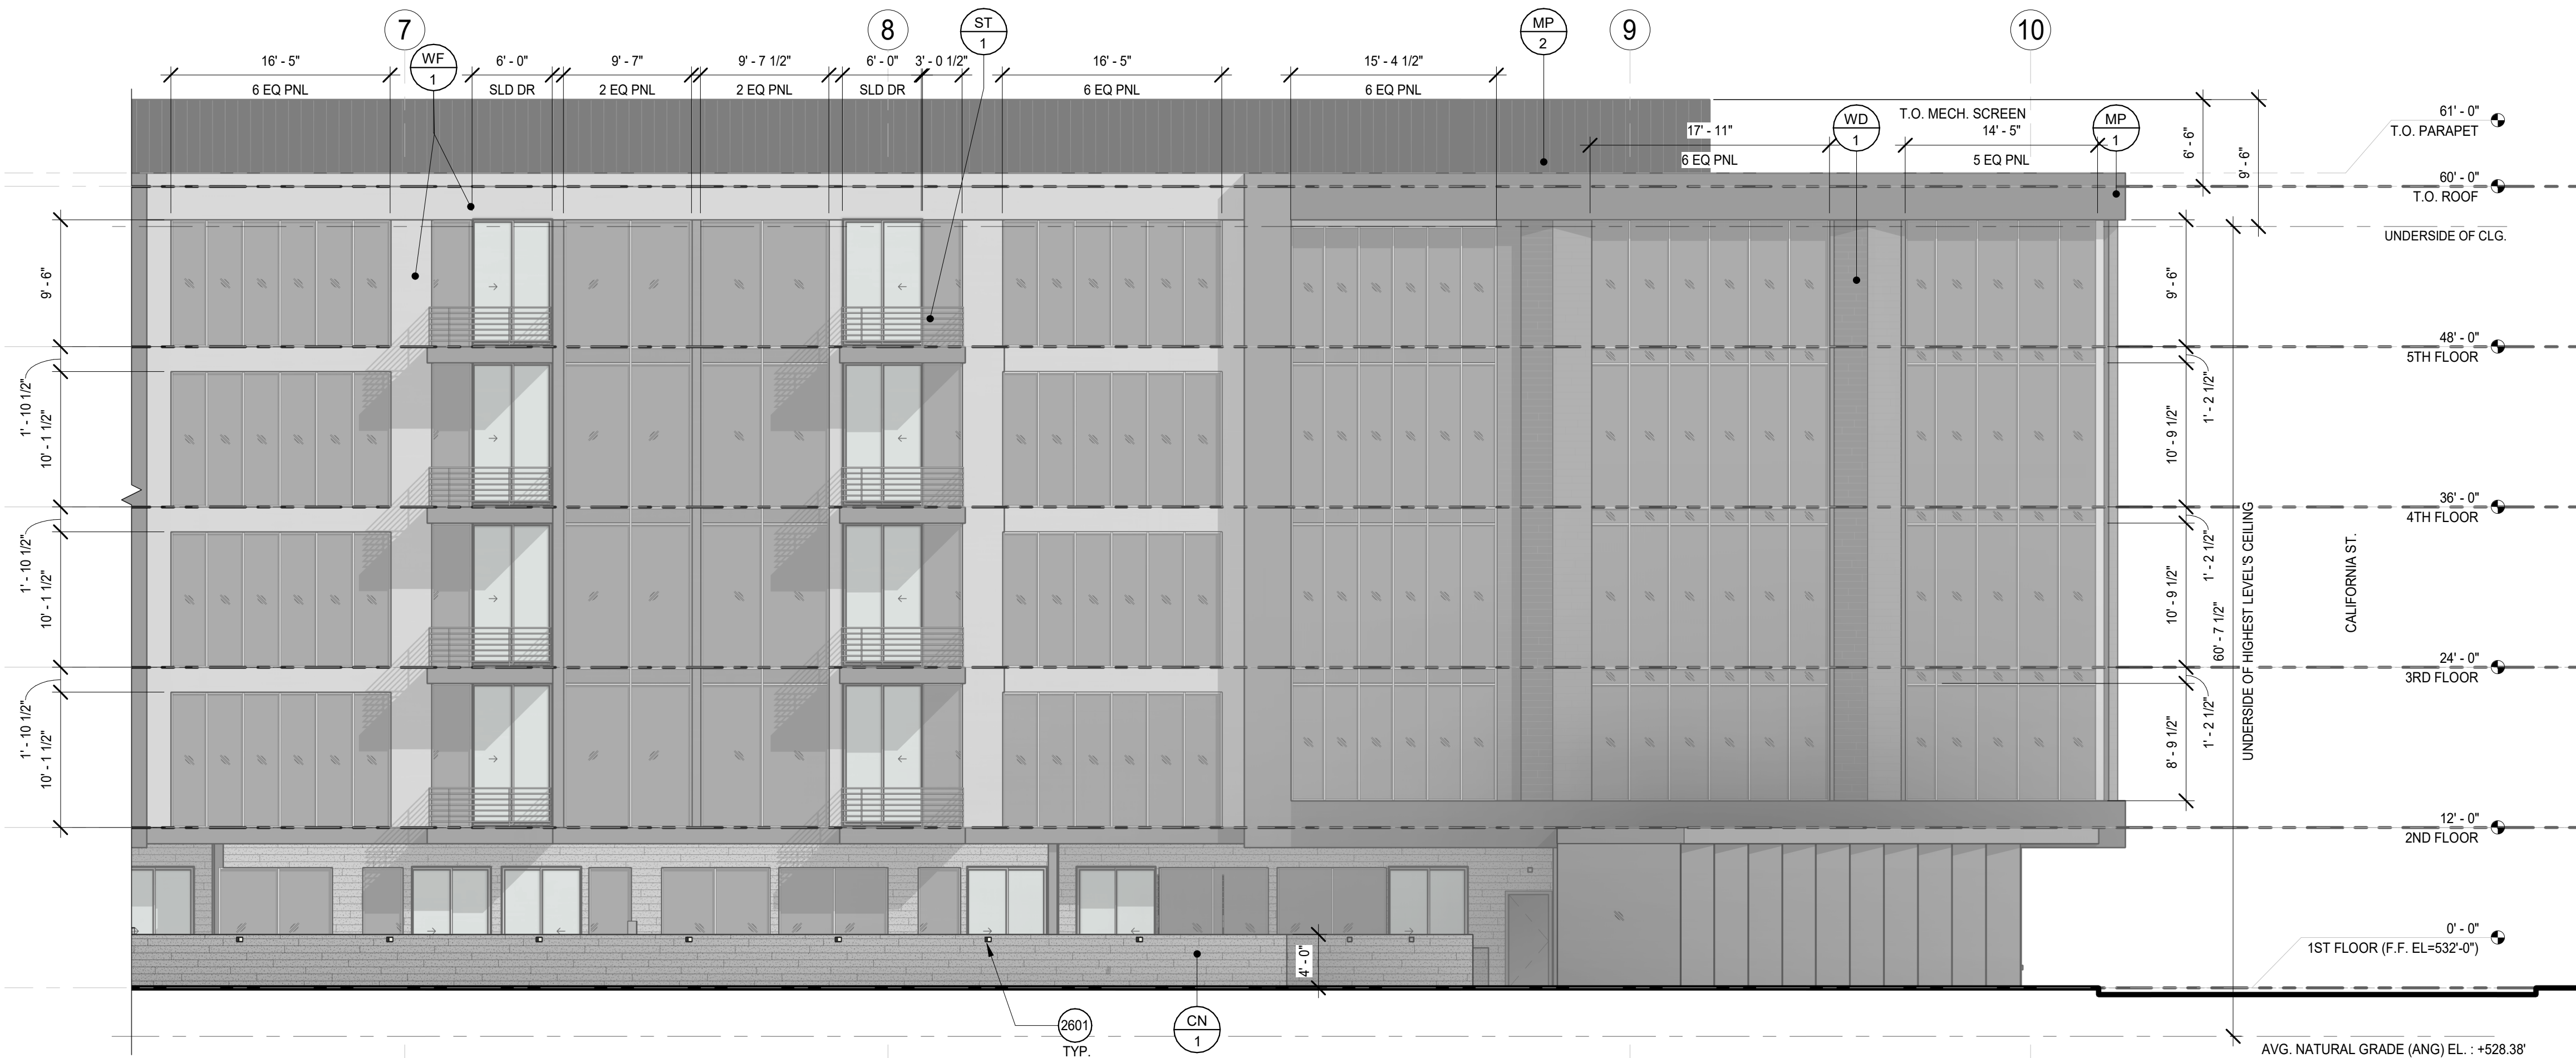 7
8
9
10
WF
1
ST
1
MP
2
16' - 5"
6' - 0"
9' - 7"
9' - 7 1/2"
6' - 0"
3' - 0 1/2"
16' - 5"
15' - 4 1/2"
6 EQ PNL
SLD DR
2 EQ PNL
2 EQ PNL
SLD DR
6 EQ PNL
6 EQ PNL
T.O. MECH. SCREEN
17' - 11"
WD
1
14' - 5"
MP
1
6 EQ PNL
5 EQ PNL
6' - 6"
9' - 6"
61' - 0"
T.O. PARAPET
60' - 0"
T.O. ROOF
UNDERSIDE OF CLG.
9' - 6"
9' - 6"
48' - 0"
5TH FLOOR
1' - 10 1/2"
10' - 1 1/2"
10' - 9 1/2"
1' - 2 1/2"
36' - 0"
4TH FLOOR
1' - 10 1/2"
10' - 1 1/2"
10' - 9 1/2"
1' - 2 1/2"
60' - 7 1/2"
UNDERSIDE OF HIGHEST LEVEL'S CEILING
CALIFORNIA ST.
24' - 0"
3RD FLOOR
1' - 10 1/2"
10' - 1 1/2"
8' - 9 1/2"
1' - 2 1/2"
12' - 0"
2ND FLOOR
4' - 0"
0' - 0"
1ST FLOOR (F.F. EL=532'-0")
2601
TYP.
CN
1
AVG. NATURAL GRADE (ANG) EL. : +528.38'